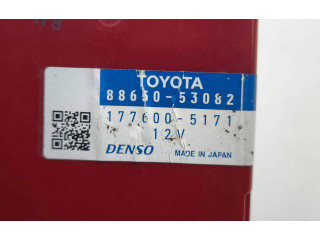 TOYOTA
88650-53082
177600-5171
12V
DENSO MADE IN JAPAN